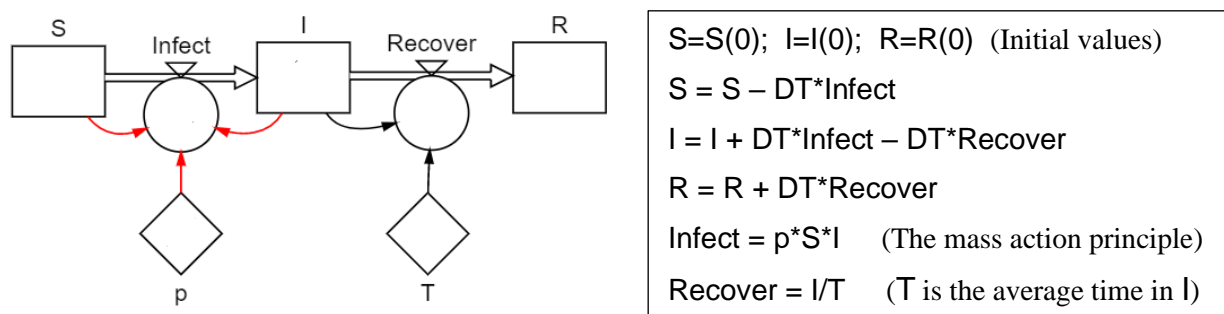 S
Infect
I
Recover
R
p
T
S=S(0);  I=I(0);  R=R(0)  (Initial values)
S = S – DT*Infect
I = I + DT*Infect – DT*Recover
R = R + DT*Recover
Infect = p*S*I  (The mass action principle)
Recover = I/T  (T is the average time in I)